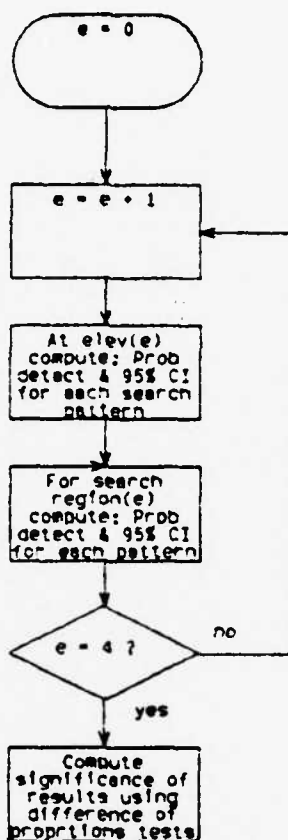 e = 0
e = e + 1
At elev(e)
compute: Prob
detect & 95% CI
for each search
pattern
For search
region(e)
compute: Prob
detect & 95% CI
for each pattern
e = 4 ?
no
yes
Compute
significance of
results using
difference of
proprtions tests